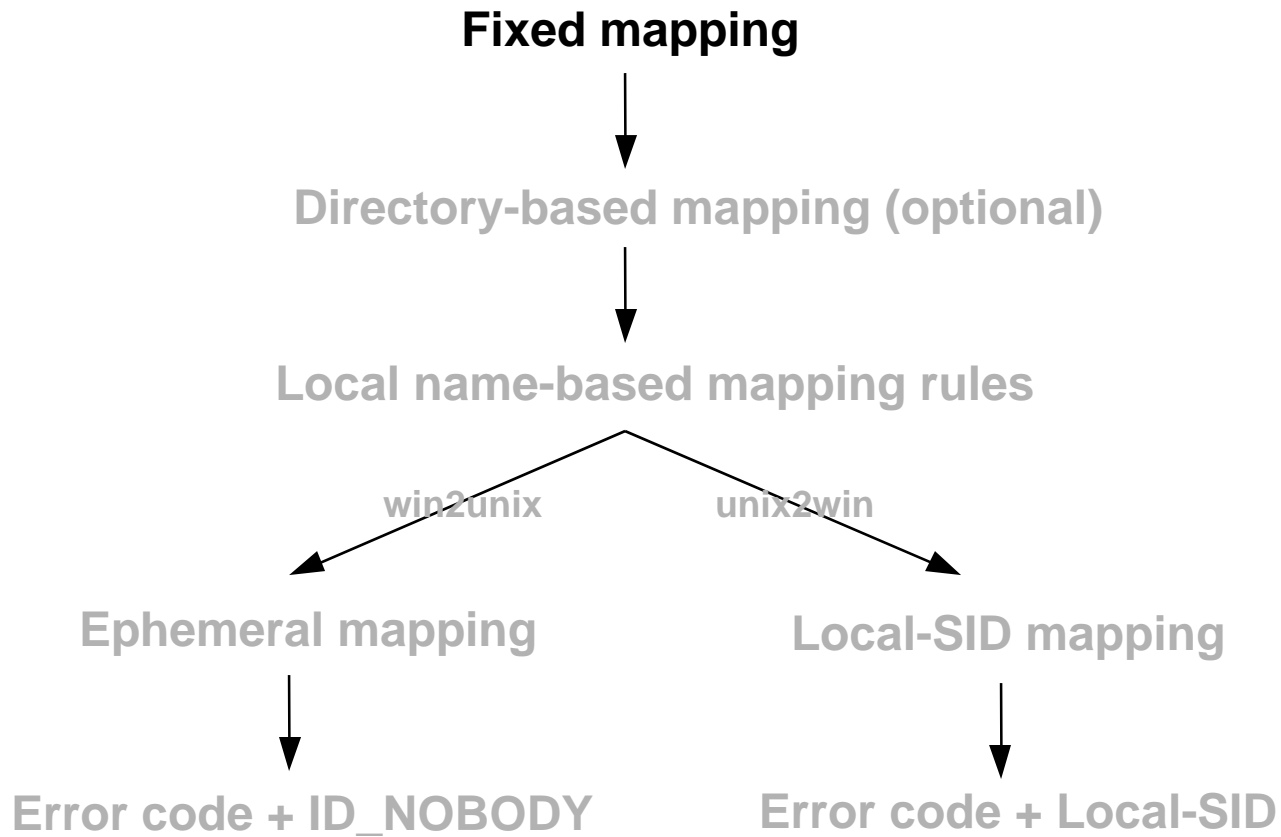 Fixed mapping
Directory-based mapping (optional)
Local name-based mapping rules
win2unix
unix2win
Ephemeral mapping
Local-SID mapping
Error code + ID_NOBODY
Error code + Local-SID